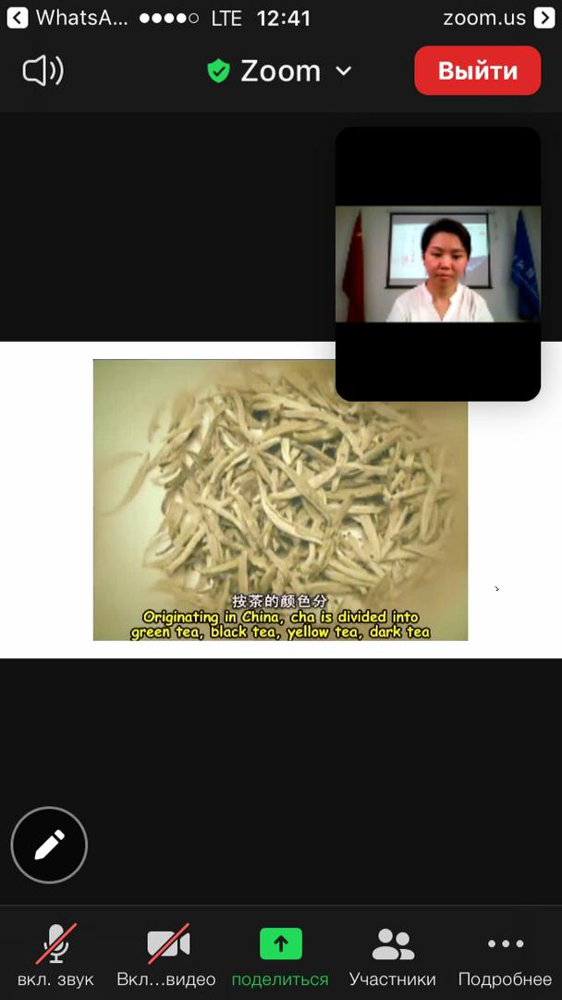 WhatsA... LTE 12:41 zoom.us
Zoom Выйти
按茶的颜色分
Originating in China, cha is divided into
green tea, black tea, yellow tea, dark tea
вкл. звук Вкл...видео поделиться Участники Подробнее